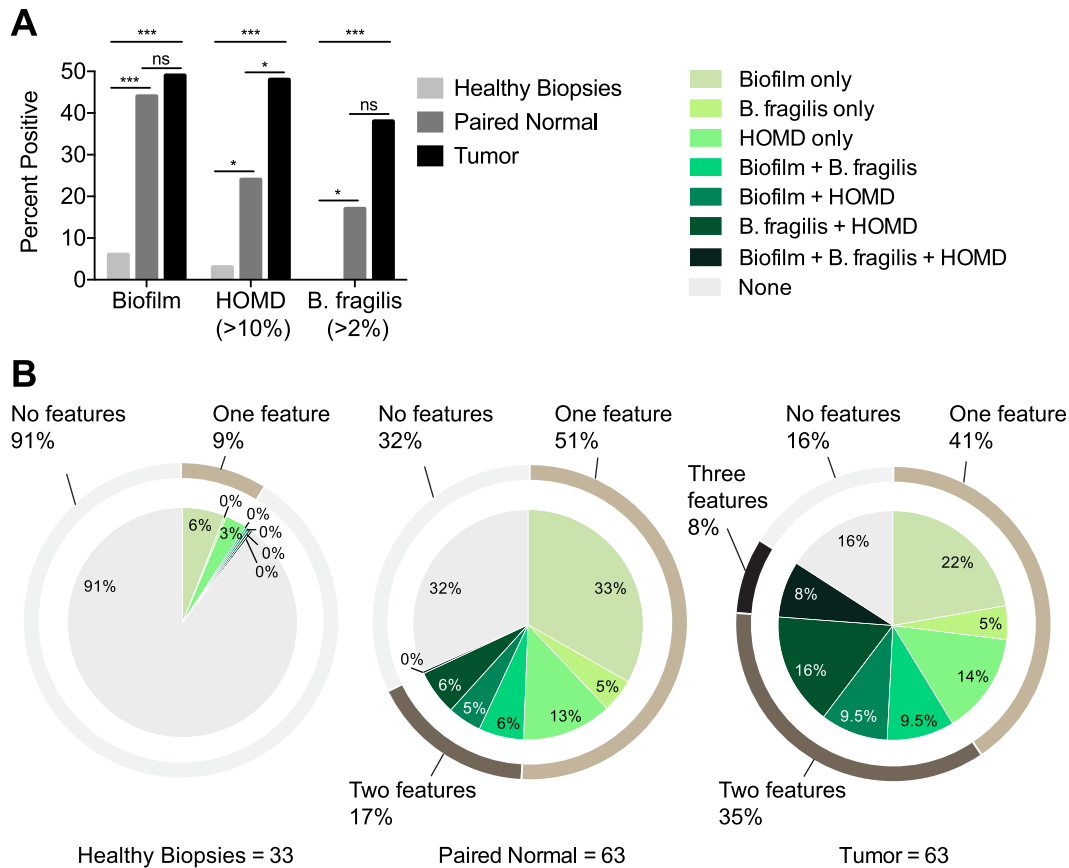 A
***
***
***
ns
***
*
*
ns
*
50
40
30
20
10
0
Percent Positive
Biofilm
HOMD
(>10%)
B. fragilis
(>2%)
Healthy Biopsies
Paired Normal
Tumor
Biofilm only
B. fragilis only
HOMD only
Biofilm + B. fragilis
Biofilm + HOMD
B. fragilis + HOMD
Biofilm + B. fragilis + HOMD
None
B
No features
91%
One feature
9%
6%
0%
3%
0%
0%
0%
0%
91%
Healthy Biopsies = 33
No features
32%
One feature
51%
32%
33%
5%
13%
6%
5%
6%
0%
Two features
17%
Paired Normal = 63
No features
16%
One feature
41%
Three
features
8%
16%
22%
5%
14%
9.5%
9.5%
16%
8%
Two features
35%
Tumor = 63